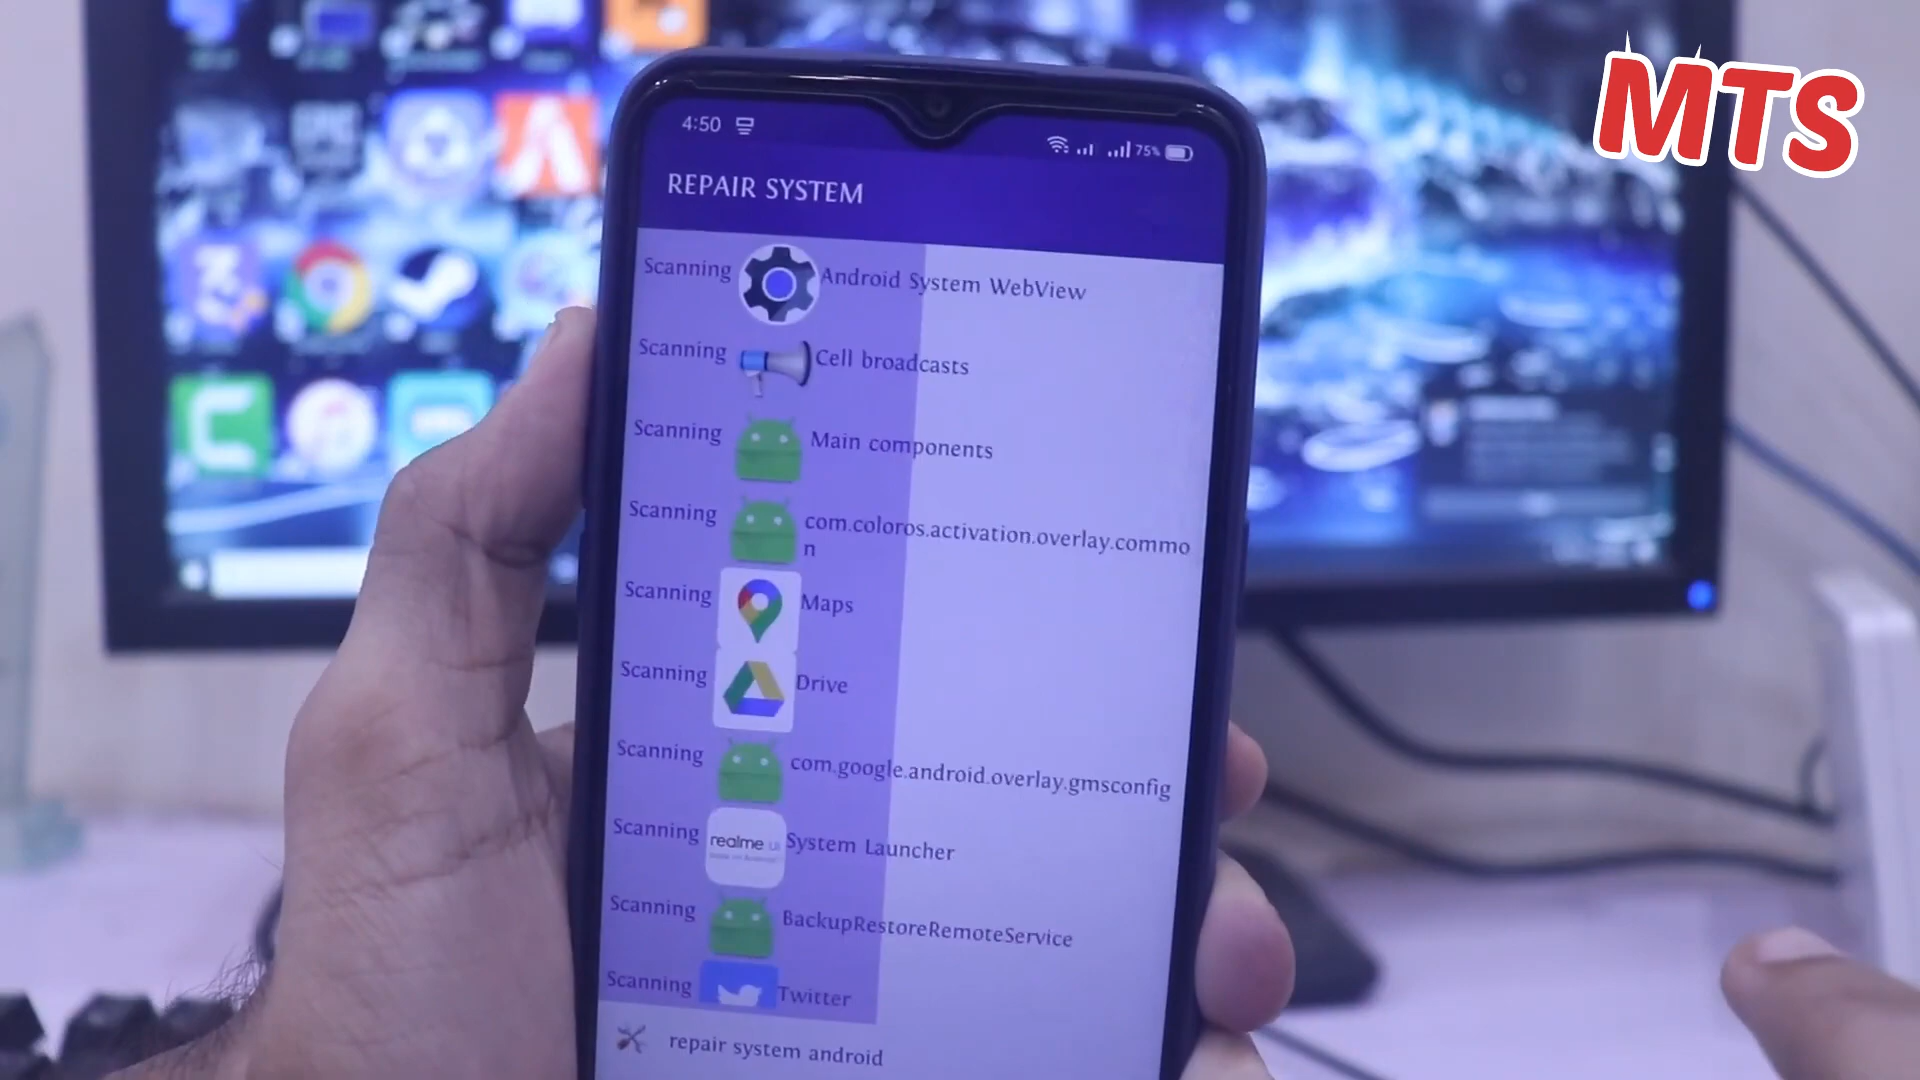 MTS
4:50
75%
REPAIR SYSTEM
Scanning Android System WebView
Scanning Cell broadcasts
Scanning Main components
Scanning com.coloros.activation.overlay.commo
n
Scanning Maps
Scanning Drive
Scanning com.google.android.overlay.gmsconfig
Scanning realme UI System Launcher
Scanning BackupRestoreRemoteService
Scanning Twitter
repair system android